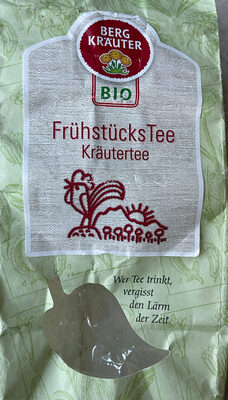 BERG
KRÄUTER
BIO
FrühstücksTee
Kräutertee
Wer Tee trinkt,
vergisst
den Lärm
der Zeit.